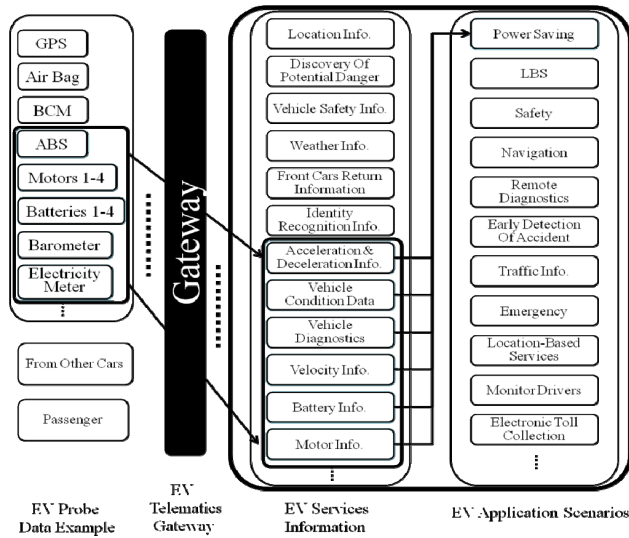 GPS
Air Bag
BCM
ABS
Motors 1-4
Batteries 1-4
Barometer
Electricity
Meter
From Other Cars
Passenger
EV Probe
Data Example
Gateway
EV
Telematics
Gateway
Location Info.
Discovery Of
Potential Danger
Vehicle Safety Info.
Weather Info.
Front Cars Return
Information
Identity
Recognition Info.
Acceleration &
Deceleration Info.
Vehicle
Condition Data
Vehicle
Diagnostics
Velocity Info.
Battery Info.
Motor Info.
EV Services
Information
Power Saving
LBS
Safety
Navigation
Remote
Diagnostics
Early Detection
Of Accident
Traffic Info.
Emergency
Location-Based
Services
Monitor Drivers
Electronic Toll
Collection
EV Application Scenarios